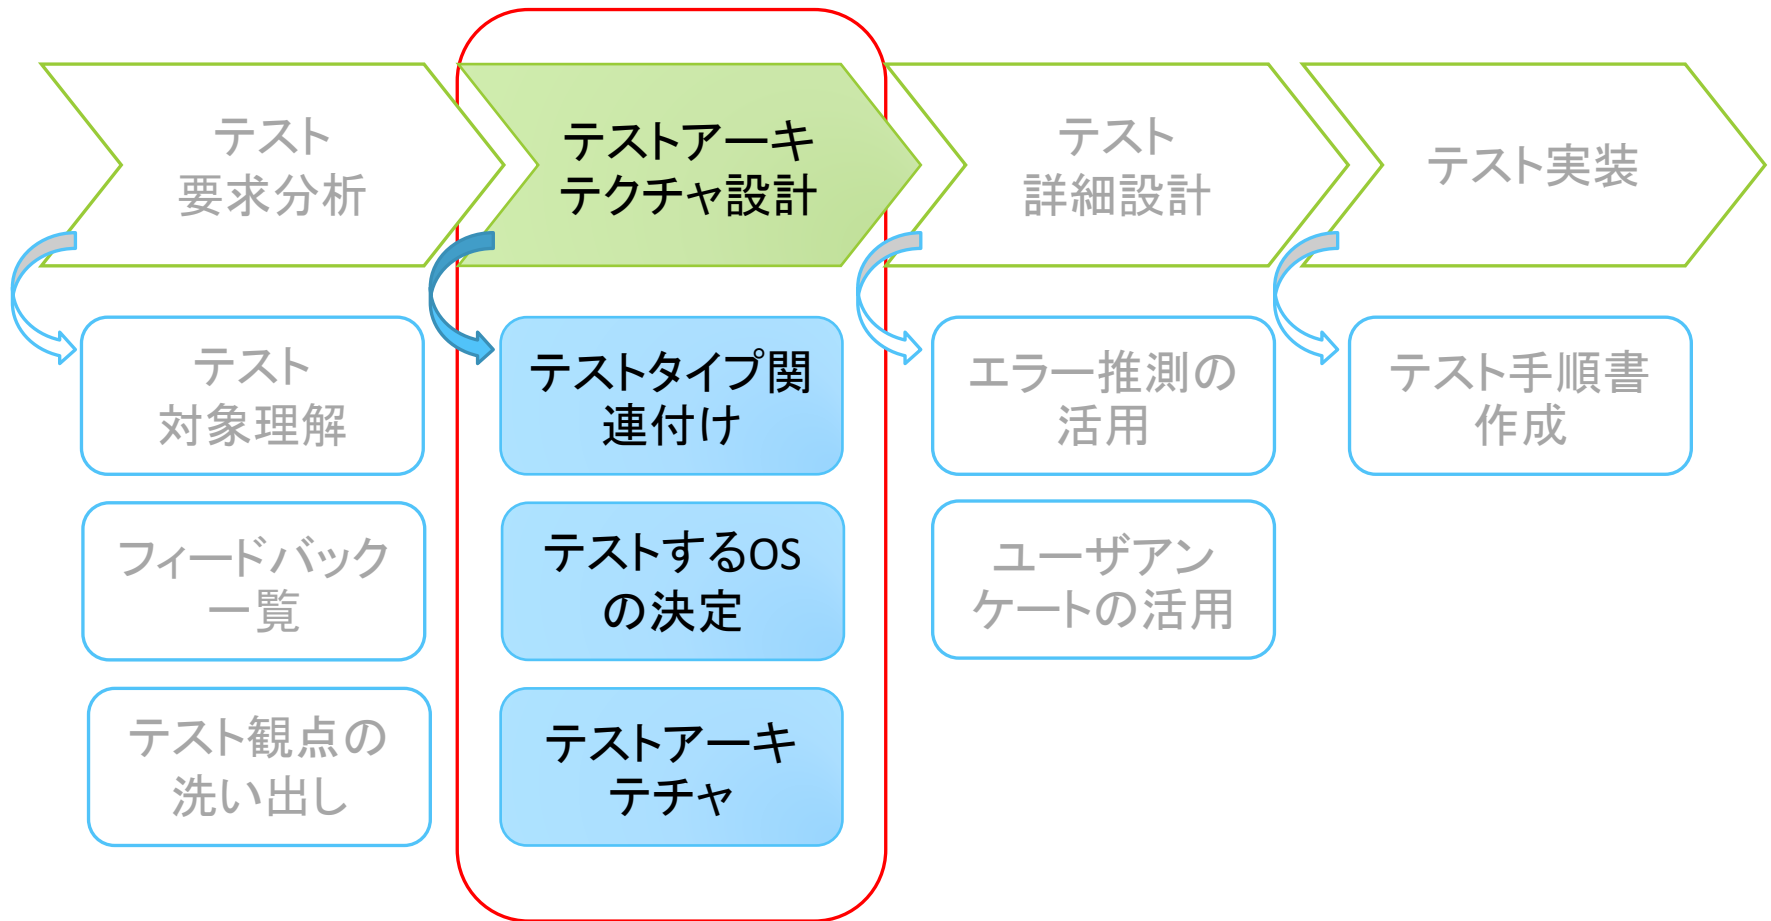 テスト
要求分析
テストアーキ
テクチャ設計
テスト
詳細設計
テスト実装
テスト
対象理解
フィードバック
一覧
テスト観点の
洗い出し
テストタイプ関
連付け
テストするOS
の決定
テストアーキ
テチャ
エラー推測の
活用
ユーザアン
ケートの活用
テスト手順書
作成